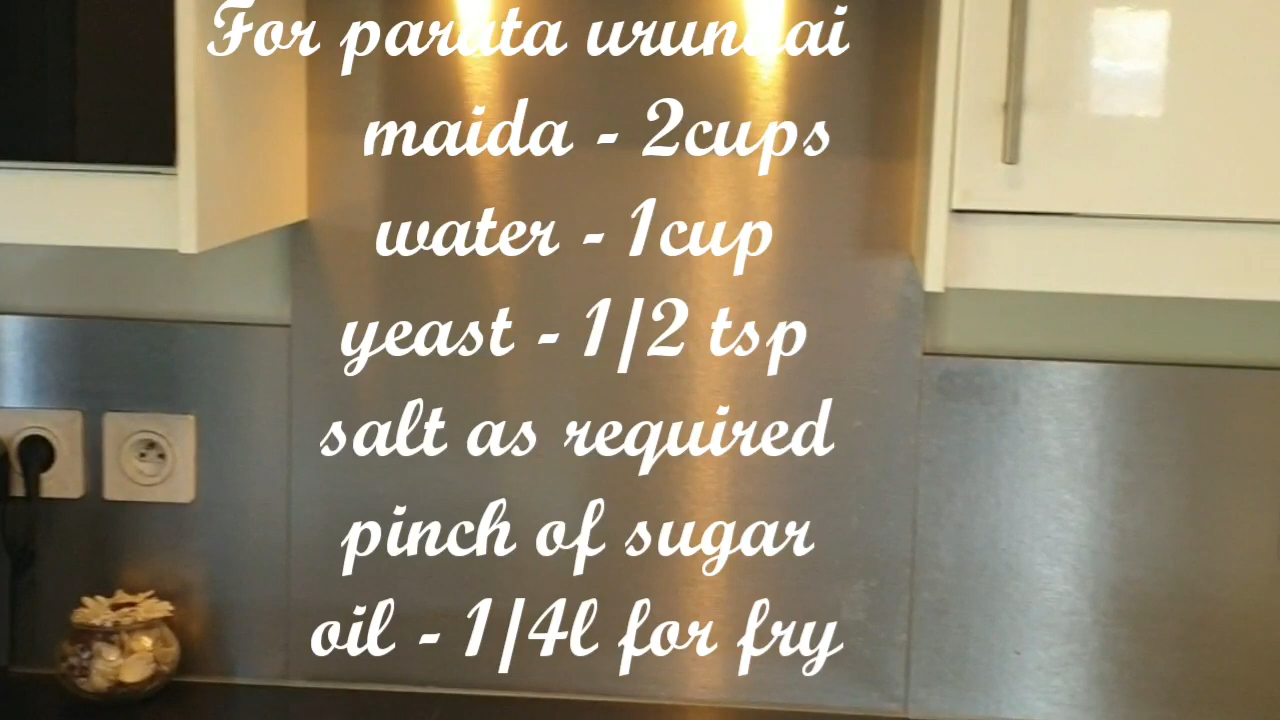 For parata urundai
maida - 2cups
water - 1cup
yeast - 1/2 tsp
salt as required
pinch of sugar
oil - 1/4l for fry